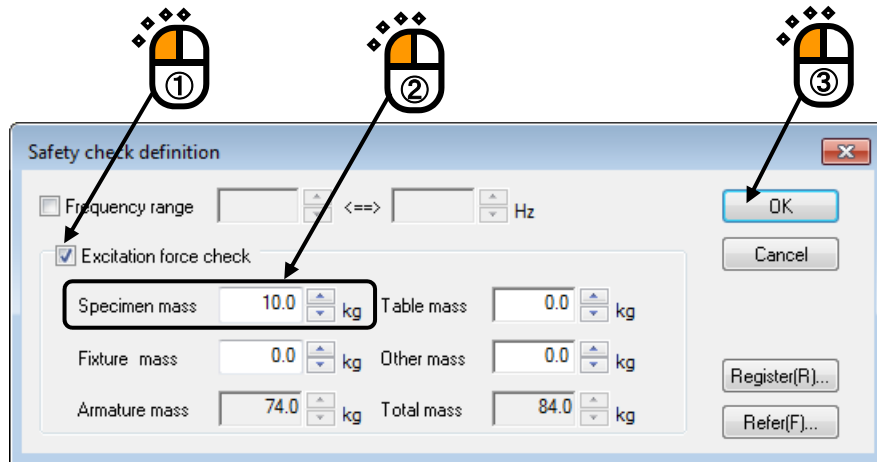 ① ② ③
Safety check definition
Frequency range <==> Hz OK
Excitation force check Cancel
Specimen mass 10.0 kg Table mass 0.0 kg
Fixture mass 0.0 kg Other mass 0.0 kg
Register(R)...
Armature mass 74.0 kg Total mass 84.0 kg
Refer(F)...